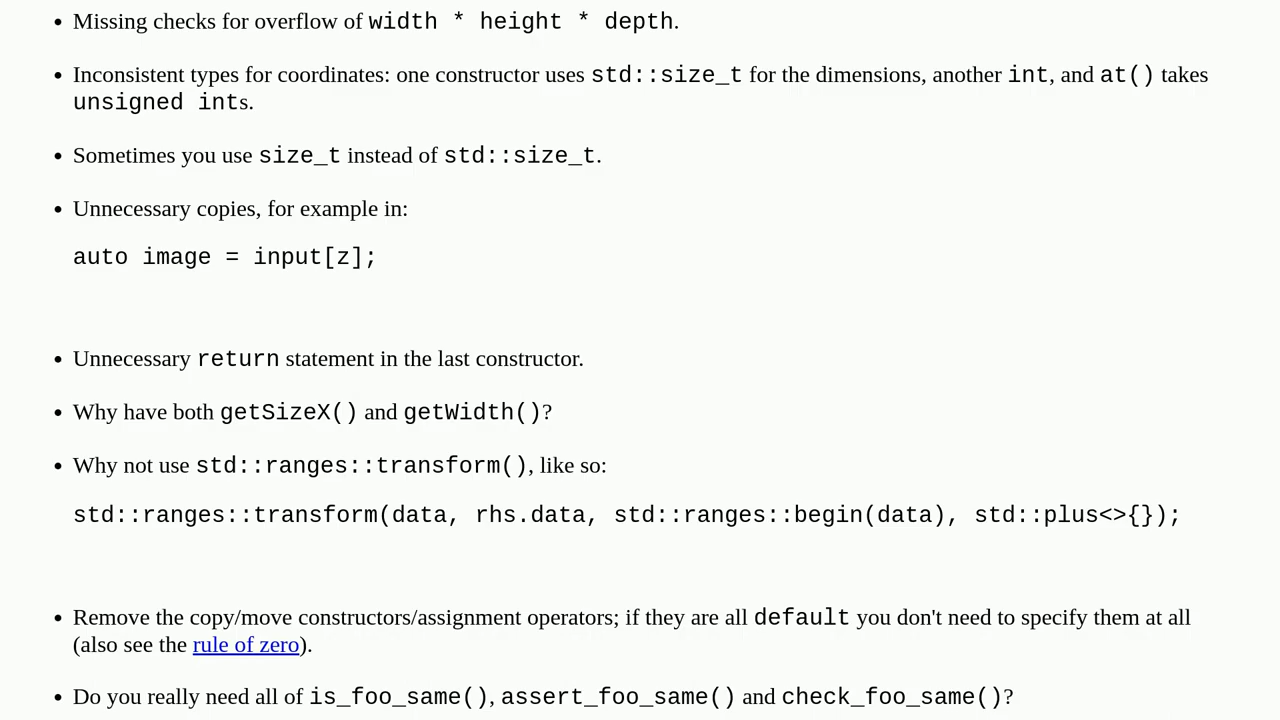 • Missing checks for overflow of width * height * depth.
• Inconsistent types for coordinates: one constructor uses std::size_t for the dimensions, another int, and at() takes
unsigned ints.
• Sometimes you use size_t instead of std::size_t.
• Unnecessary copies, for example in:
auto image = input[z];
• Unnecessary return statement in the last constructor.
• Why have both getSizeX() and getWidth()?
• Why not use std::ranges::transform(), like so:
std::ranges::transform(data, rhs.data, std::ranges::begin(data), std::plus<>{});
• Remove the copy/move constructors/assignment operators; if they are all default you don't need to specify them at all
(also see the rule of zero).
• Do you really need all of is_foo_same(), assert_foo_same() and check_foo_same()?